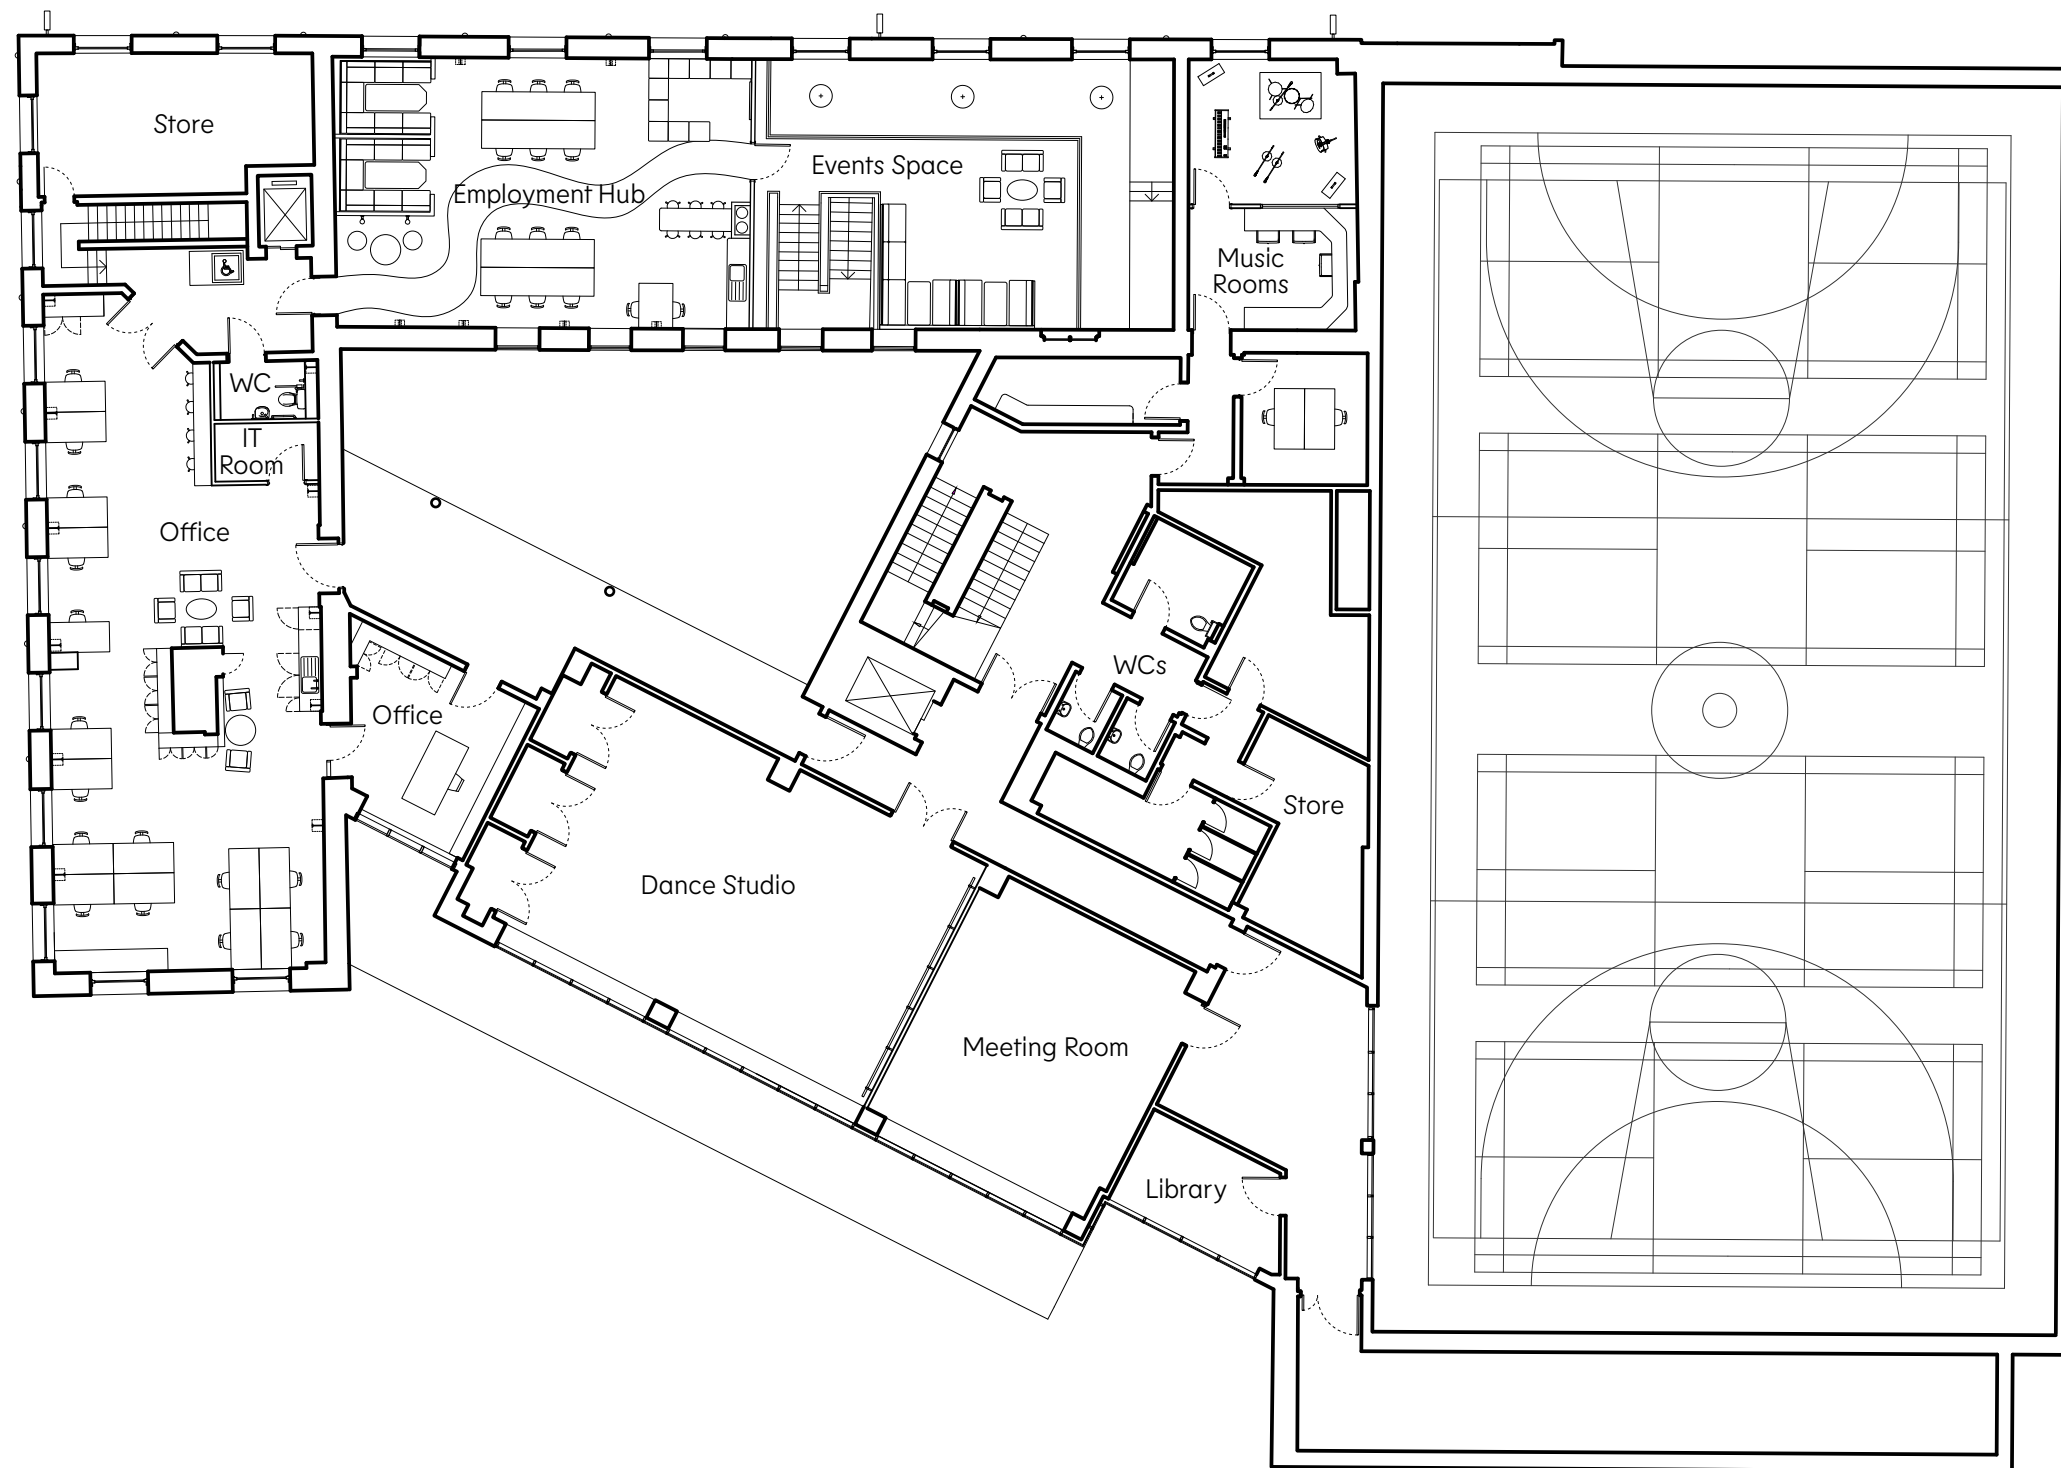 Store
Employment Hub
Events Space
Music
Rooms
WC
IT
Room
Office
WCs
Office
Store
Dance Studio
Meeting Room
Library